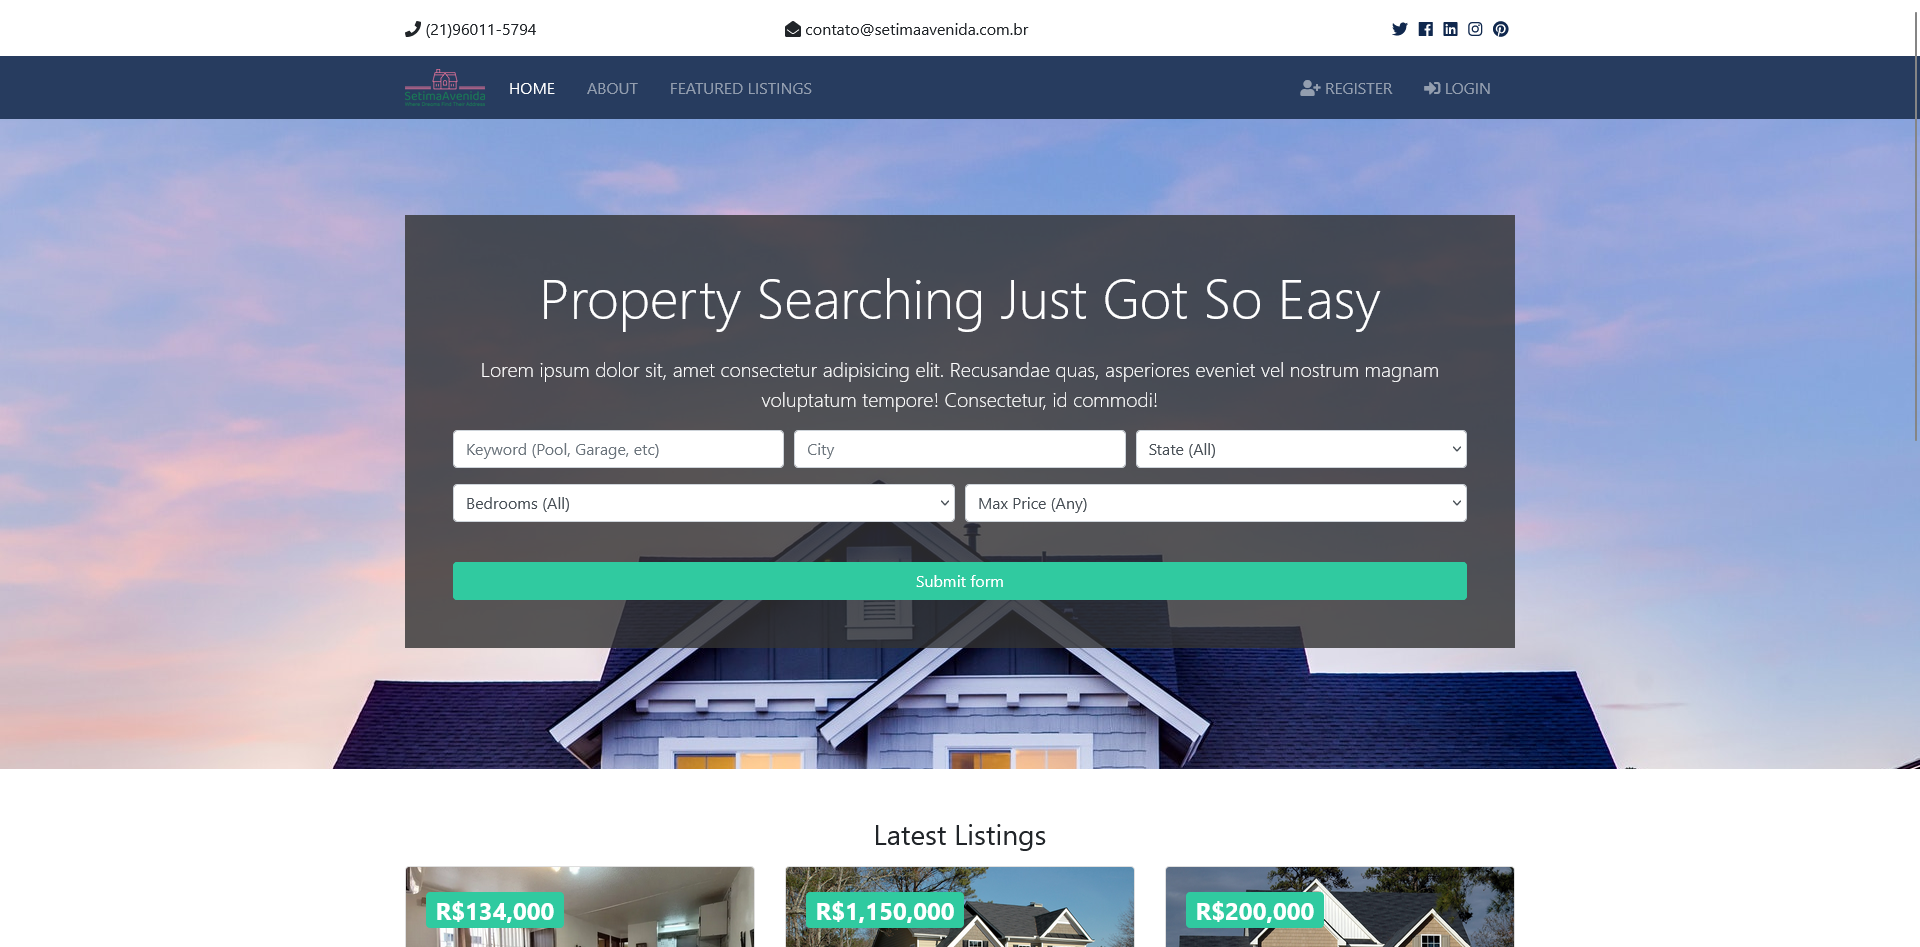 (21)96011-5794
contato@setimaavenida.com.br
SetimaAvenida
HOME
ABOUT
FEATURED LISTINGS
REGISTER
LOGIN
Property Searching Just Got So Easy
Lorem ipsum dolor sit, amet consectetur adipisicing elit. Recusandae quas, asperiores eveniet vel nostrum magnam
voluptatum tempore! Consectetur, id commodi!
Keyword (Pool, Garage, etc)
City
State (All)
Bedrooms (All)
Max Price (Any)
Submit form
Latest Listings
R$134,000
R$1,150,000
R$200,000